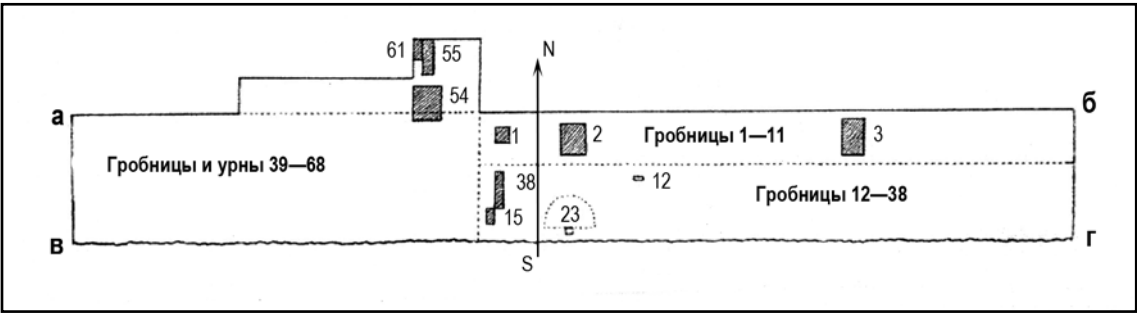 61
55
N
54
а
б
1
2
Гробницы 1—11
3
Гробницы и урны 39—68
38
12
Гробницы 12—38
15
23
в
г
S